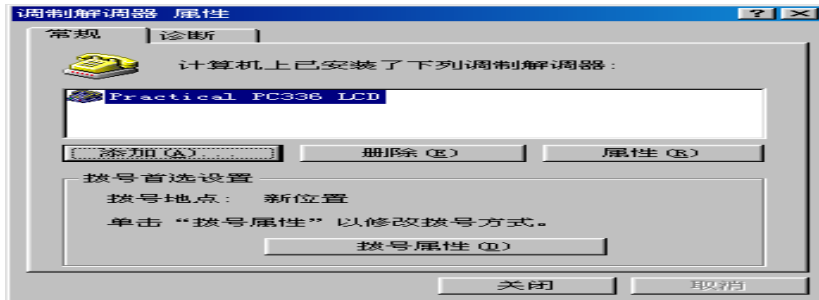 调制解调器 属性
常规 诊断
计算机上已安装了下列调制解调器:
Practical PC336 LCD
添加(A)... 删除(E) 属性(R)
拨号首选设置
拨号地点: 新位置
单击“拨号属性”以修改拨号方式。
拨号属性(D)
关闭 取消